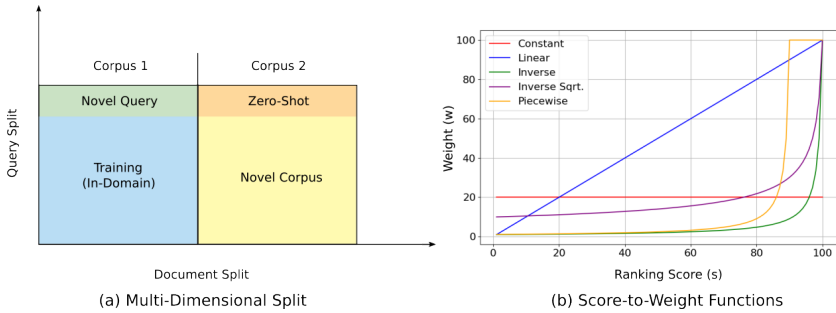 Corpus 1
Corpus 2
Novel Query
Zero-Shot
Training
(In-Domain)
Novel Corpus
Query Split
Document Split
(a) Multi-Dimensional Split
Constant
Linear
Inverse
Inverse Sqrt.
Piecewise
100
80
60
40
20
0
Weight (w)
0
20
40
60
80
100
Ranking Score (s)
(b) Score-to-Weight Functions